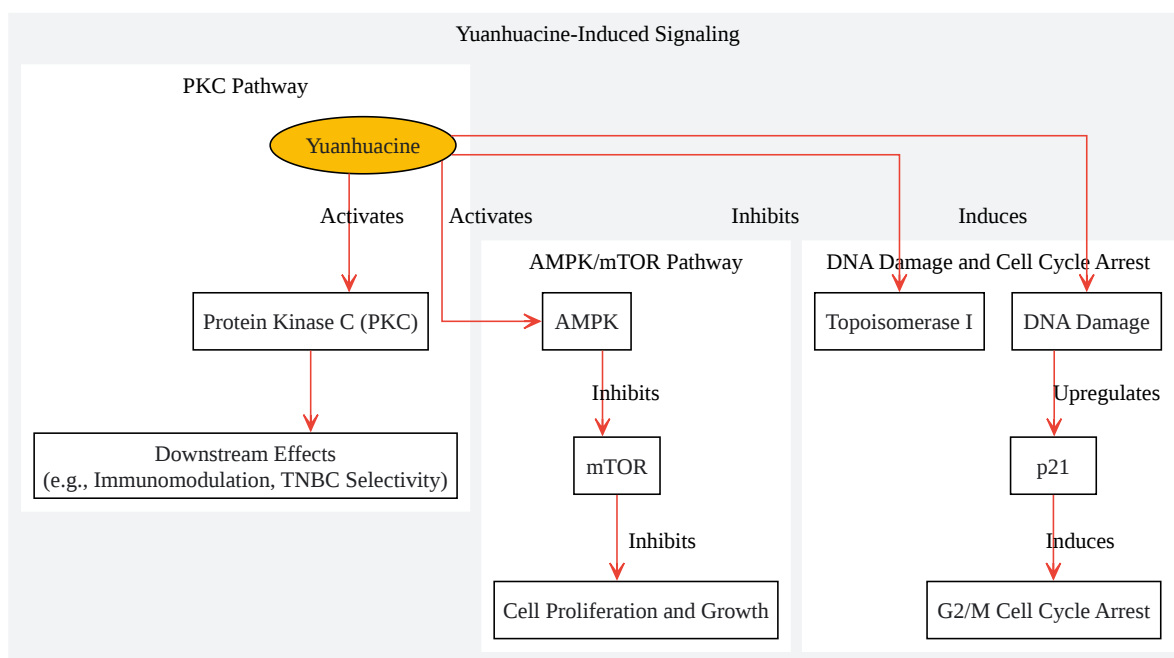 Yuanhuacine-Induced Signaling
PKC Pathway
Yuanhuacine
Activates
Activates
Inhibits
Induces
AMPK/mTOR Pathway
DNA Damage and Cell Cycle Arrest
Protein Kinase C (PKC)
AMPK
Topoisomerase I
DNA Damage
Inhibits
Upregulates
Downstream Effects
(e.g., Immunomodulation, TNBC Selectivity)
mTOR
p21
Inhibits
Induces
Cell Proliferation and Growth
G2/M Cell Cycle Arrest